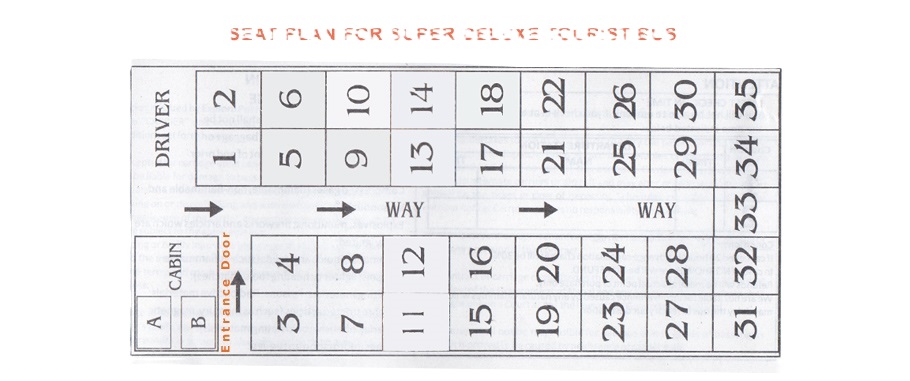 SEAT PLAN FOR SUPER DELUXE TOURIST BUS
DRIVER
2 6 10 14 18 22 26 30 35
1 5 9 13 17 21 25 29 34
WAY WAY 33
CABIN
Entrance Door
4 8 12 16 20 24 28 32
A B
3 7 11 15 19 23 27 31